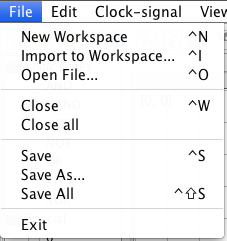 File Edit Clock-signal View
New Workspace ^N
Import to Workspace... ^I
Open File... ^O
Close ^W
Close all
Save ^S
Save As...
Save All ^⇧S
Exit